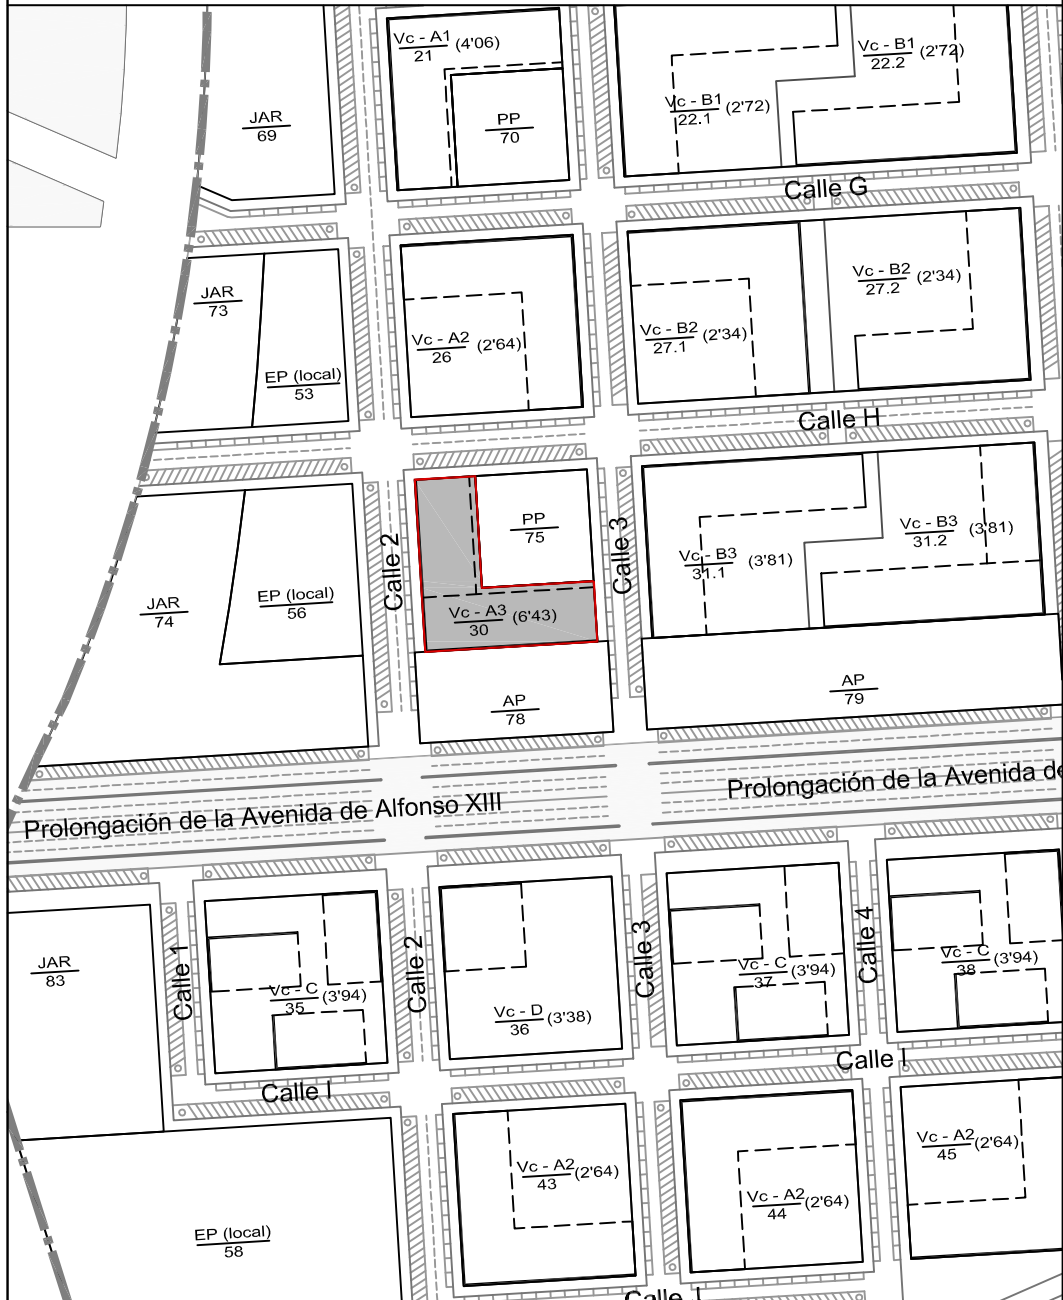 Vc - A1 (4'06)
21
Vc - B1 (2'72)
22.2
Vc - B1 (2'72)
22.1
JAR
69
PP
70
Calle G
JAR
73
Vc - B2 (2'34)
27.2
Vc - A2 (2'64)
26
Vc - B2 (2'34)
27.1
EP (local)
53
Calle H
PP
75
Vc - B3 (3'81)
31.2
Calle 2
Calle 3
Vc - B3 (3'81)
31.1
JAR
74
EP (local)
56
Vc - A3 (6'43)
30
AP
78
AP
79
Prolongación de la Avenida de
Prolongación de la Avenida de Alfonso XIII
JAR
83
Calle 1
Vc - C (3'94)
35
Calle 2
Vc - D (3'38)
36
Calle 3
Vc - C (3'94)
37
Calle 4
Vc - C (3'94)
38
Calle I
Calle I
Vc - A2 (2'64)
43
Vc - A2 (2'64)
44
Vc - A2 (2'64)
45
EP (local)
58
Calle J